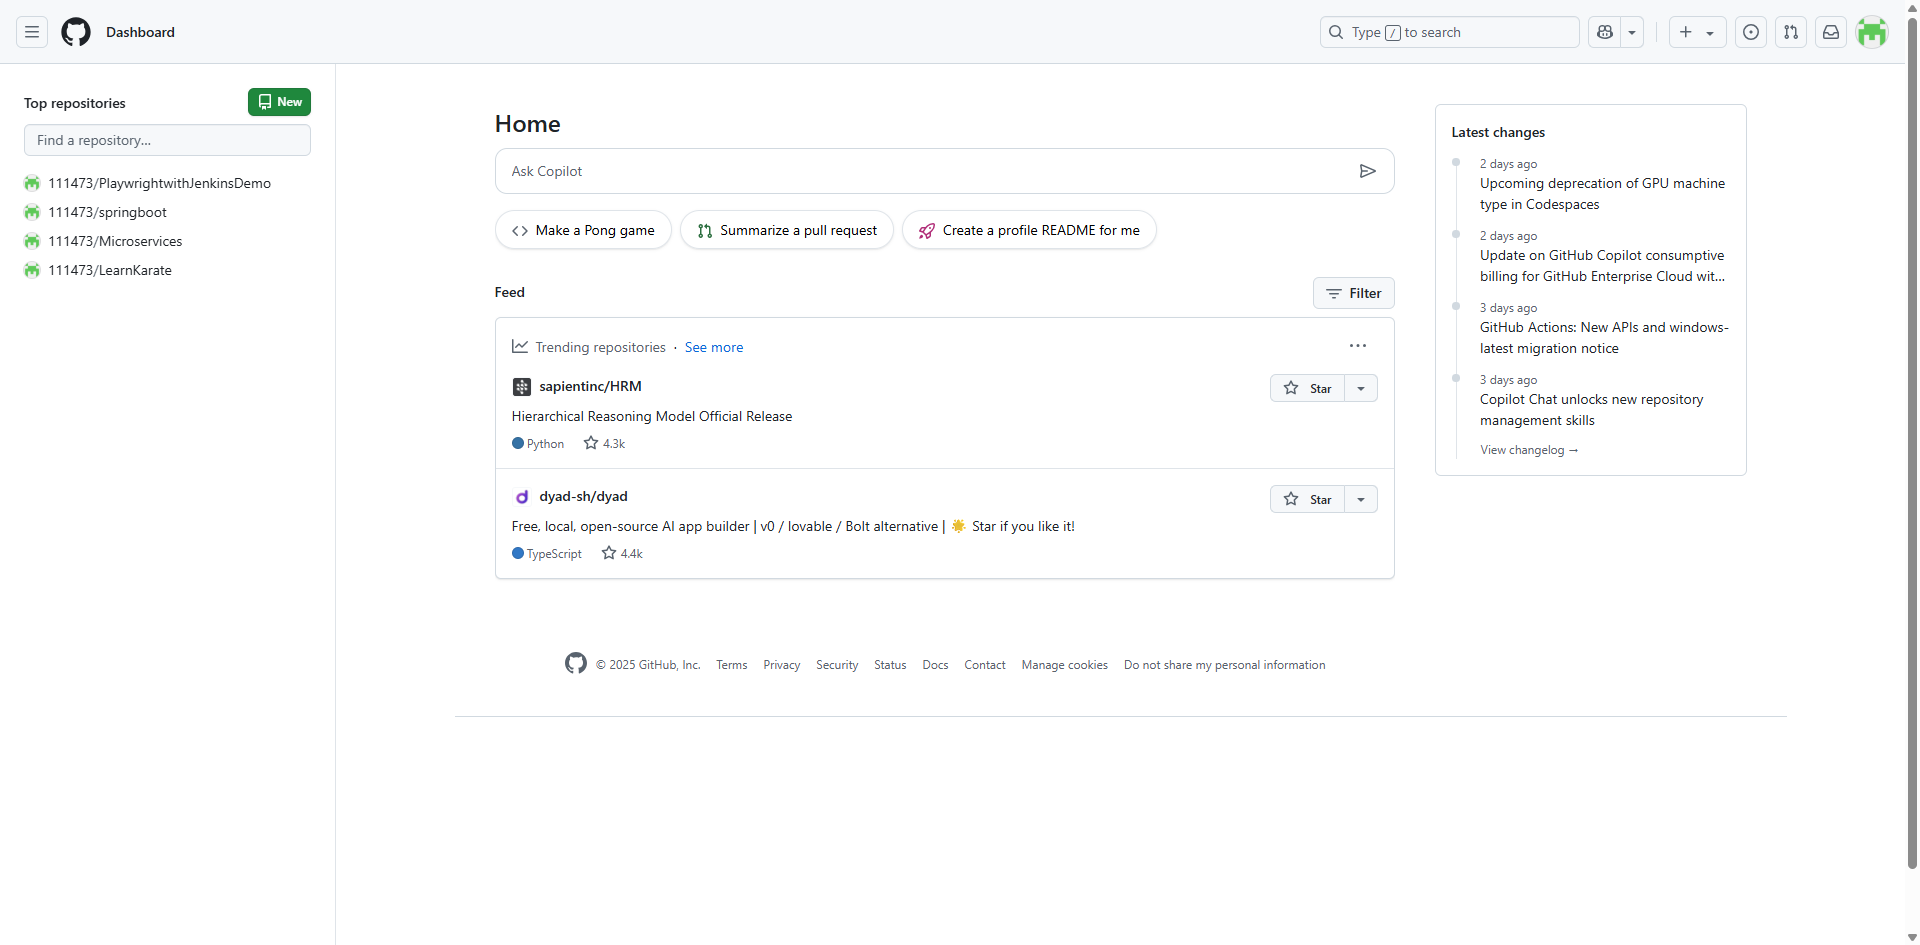 Dashboard
Type / to search
Top repositories
New
Find a repository...
111473/PlaywrightwithJenkinsDemo
111473/springboot
111473/Microservices
111473/LearnKarate
Home
Ask Copilot
Make a Pong game
Summarize a pull request
Create a profile README for me
Feed
Filter
Trending repositories · See more
sapientinc/HRM
Star
Hierarchical Reasoning Model Official Release
Python 4.3k
dyad-sh/dyad
Star
Free, local, open-source AI app builder | v0 / lovable / Bolt alternative | 🌟 Star if you like it!
TypeScript 4.4k
Latest changes
2 days ago
Upcoming deprecation of GPU machine
type in Codespaces
2 days ago
Update on GitHub Copilot consumptive
billing for GitHub Enterprise Cloud wit...
3 days ago
GitHub Actions: New APIs and windows-
latest migration notice
3 days ago
Copilot Chat unlocks new repository
management skills
View changelog →
© 2025 GitHub, Inc. Terms Privacy Security Status Docs Contact Manage cookies Do not share my personal information